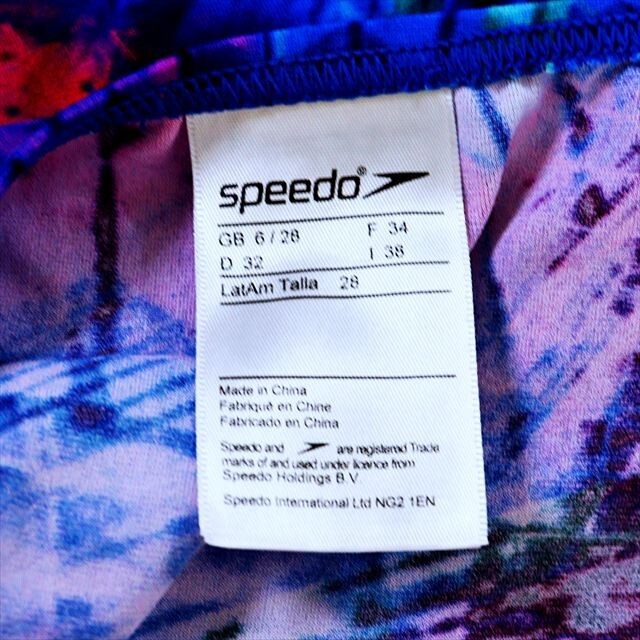 speedo®
GB 6 / 28 F 34
D 32 I 38
LatAm Talla 28
Made in China
Fabriqué en Chine
Fabricado en China
Speedo and are registered Trade
marks of and used under licence from
Speedo Holdings B.V.
Speedo International Ltd NG2 1EN